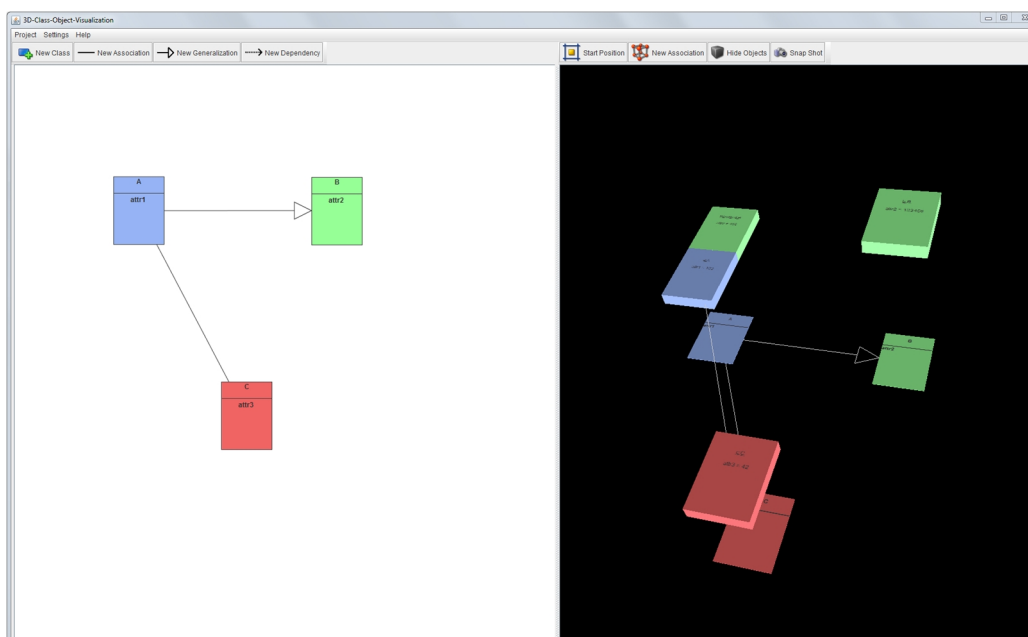 3D-Class-Object-Visualization
Project Settings Help
New Class New Association New Generalization New Dependency
Start Position New Association Hide Objects Snap Shot
A
attr1
B
attr2
C
attr3
A
B
attr2
C